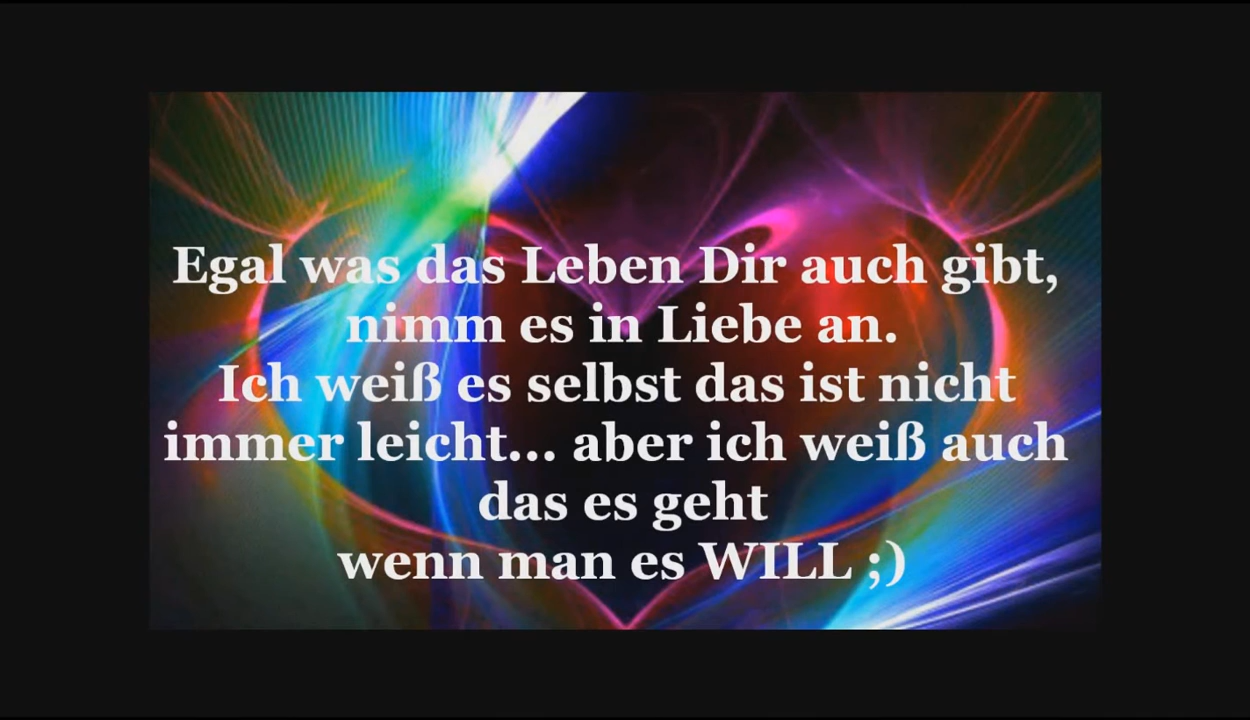 Egal was das Leben Dir auch gibt,
nimm es in Liebe an.
Ich weiß es selbst das ist nicht
immer leicht... aber ich weiß auch
das es geht
wenn man es WILL ;)